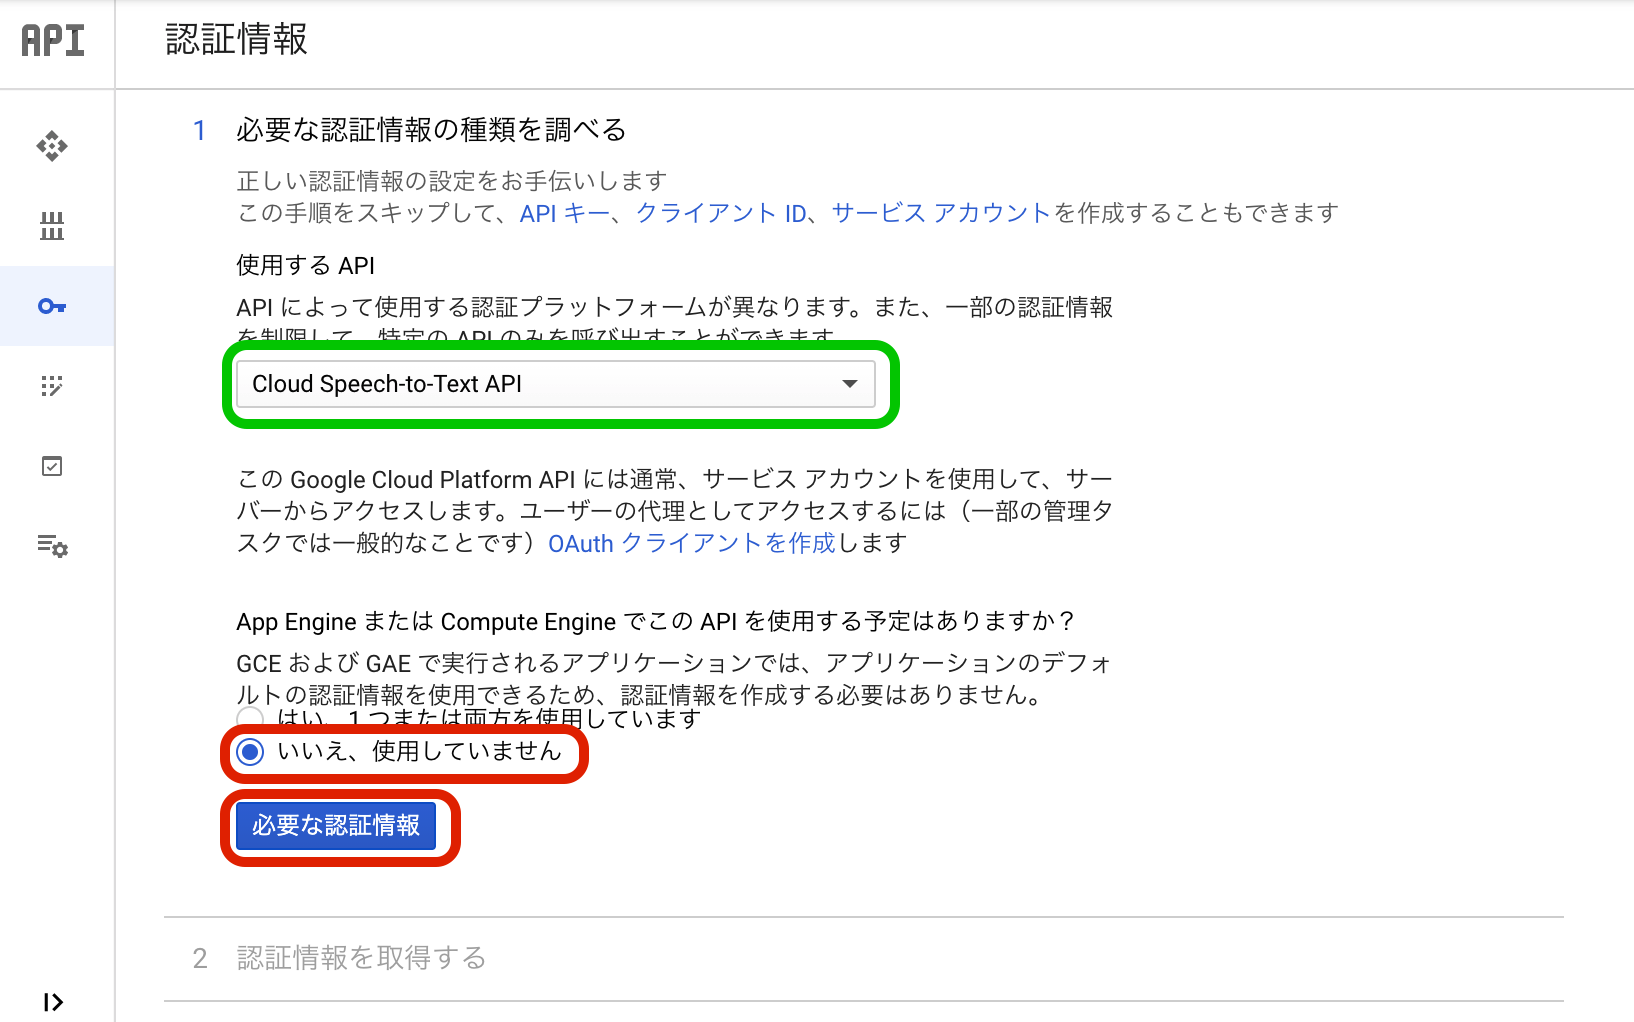 API
認証情報
1 必要な認証情報の種類を調べる
正しい認証情報の設定をお手伝いします
この手順をスキップして、API キー、クライアント ID、サービス アカウントを作成することもできます
使用する API
API によって使用する認証プラットフォームが異なります。また、一部の認証情報
を制限して、特定の API のみを呼び出すことができます
Cloud Speech-to-Text API
この Google Cloud Platform API には通常、サービス アカウントを使用して、サー
バーからアクセスします。ユーザーの代理としてアクセスするには（一部の管理タ
スクでは一般的なことです）OAuth クライアントを作成します
App Engine または Compute Engine でこの API を使用する予定はありますか？
GCE および GAE で実行されるアプリケーションでは、アプリケーションのデフォ
ルトの認証情報を使用できるため、認証情報を作成する必要はありません。
はい、1 つまたは両方を使用しています
いいえ、使用していません
必要な認証情報
2 認証情報を取得する